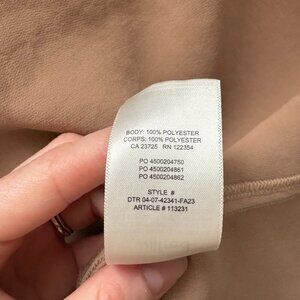 BODY: 100% POLYESTER
CORPS: 100% POLYESTER
CA 23725 RN 122354
PO 4500204750
PO 4500204861
PO 4500204862
STYLE #
DTR 04-07-42341-FA23
ARTICLE # 113231